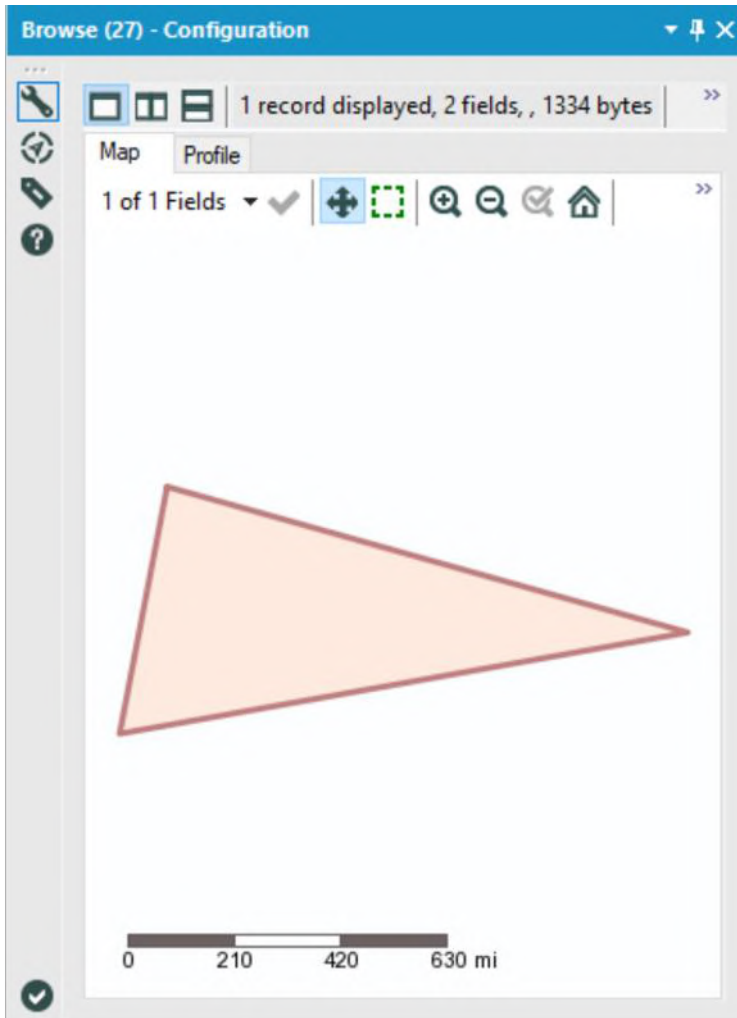 Browse (27) - Configuration
1 record displayed, 2 fields, , 1334 bytes
Map Profile
1 of 1 Fields
0 210 420 630 mi